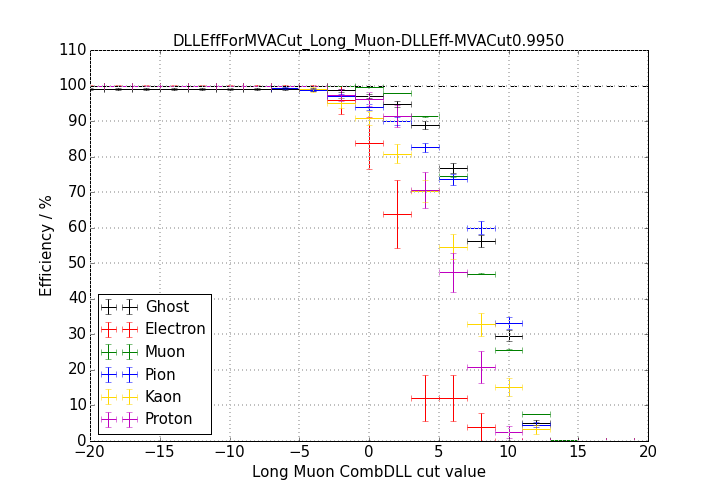 DLLEffForMVACut_Long_Muon-DLLEff-MVACut0.9950
110
100
90
80
70
60
50
40
30
20
10
0
Efficiency / %
Ghost
Electron
Muon
Pion
Kaon
Proton
−20 −15 −10 −5 0 5 10 15 20
Long Muon CombDLL cut value